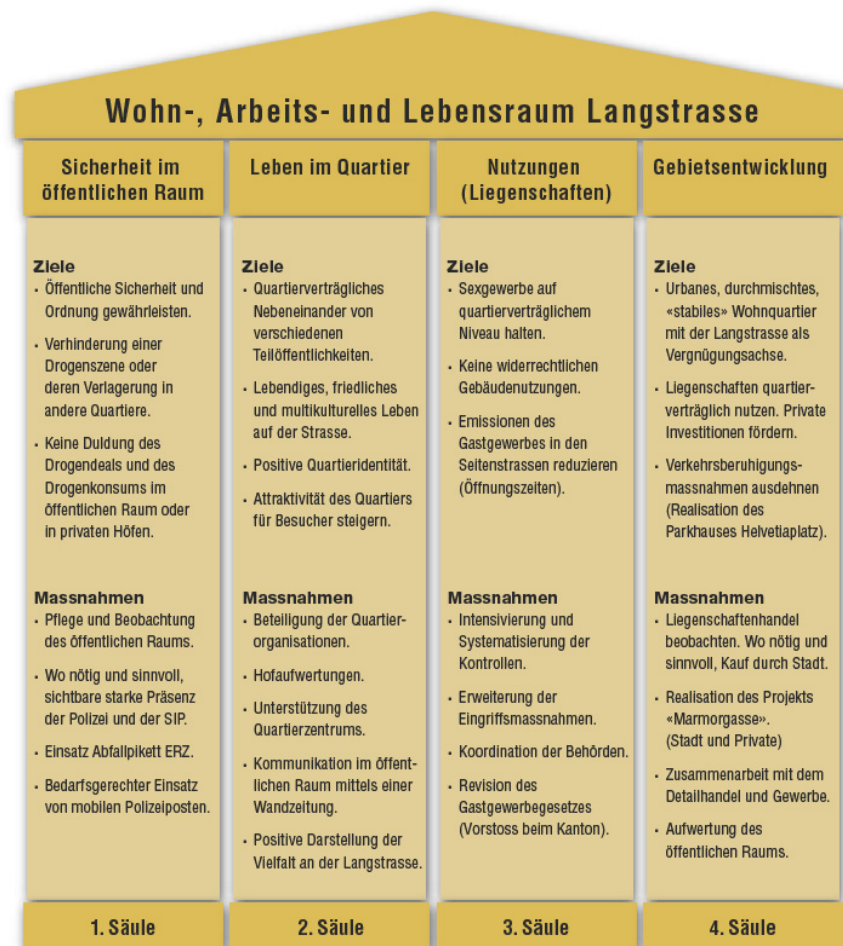 Wohn-, Arbeits- und Lebensraum Langstrasse
Sicherheit im
öffentlichen Raum
Ziele
· Öffentliche Sicherheit und
Ordnung gewährleisten.
· Verhinderung einer
Drogenszene oder
deren Verlagerung in
andere Quartiere.
· Keine Duldung des
Drogendeals und des
Drogenkonsums im
öffentlichen Raum oder
in privaten Höfen.
Massnahmen
· Pflege und Beobachtung
des öffentlichen Raums.
· Wo nötig und sinnvoll,
sichtbare starke Präsenz
der Polizei und der SIP.
· Einsatz Abfallpikett ERZ.
· Bedarfsgerechter Einsatz
von mobilen Polizeiposten.
1. Säule
Leben im Quartier
Ziele
· Quartierverträgliches
Nebeneinander von
verschiedenen
Teilöffentlichkeiten.
· Lebendiges, friedliches
und multikulturelles Leben
auf der Strasse.
· Positive Quartieridentität.
· Attraktivität des Quartiers
für Besucher steigern.
Massnahmen
· Beteiligung der Quartier-
organisationen.
· Hofaufwertungen.
· Unterstützung des
Quartierzentrums.
· Kommunikation im öffent-
lichen Raum mittels einer
Wandzeitung.
· Positive Darstellung der
Vielfalt an der Langstrasse.
2. Säule
Nutzungen
(Liegenschaften)
Ziele
· Sexgewerbe auf
quartierverträglichem
Niveau halten.
· Keine widerrechtlichen
Gebäudenutzungen.
· Emissionen des
Gastgewerbes in den
Seitenstrassen reduzieren
(Öffnungszeiten).
Massnahmen
· Intensivierung und
Systematisierung der
Kontrollen.
· Erweiterung der
Eingriffsmassnahmen.
· Koordination der Behörden.
· Revision des
Gastgewerbegesetzes
(Vorstoss beim Kanton).
3. Säule
Gebietsentwicklung
Ziele
· Urbanes, durchmischtes,
«stabiles» Wohnquartier
mit der Langstrasse als
Vergnügungsachse.
· Liegenschaften quartier-
verträglich nutzen. Private
Investitionen fördern.
· Verkehrsberuhigungs-
massnahmen ausdehnen
(Realisation des
Parkhauses Helvetiaplatz).
Massnahmen
· Liegenschaftenhandel
beobachten. Wo nötig und
sinnvoll, Kauf durch Stadt.
· Realisation des Projekts
«Marmorgasse».
(Stadt und Private)
· Zusammenarbeit mit dem
Detailhandel und Gewerbe.
· Aufwertung des
öffentlichen Raums.
4. Säule